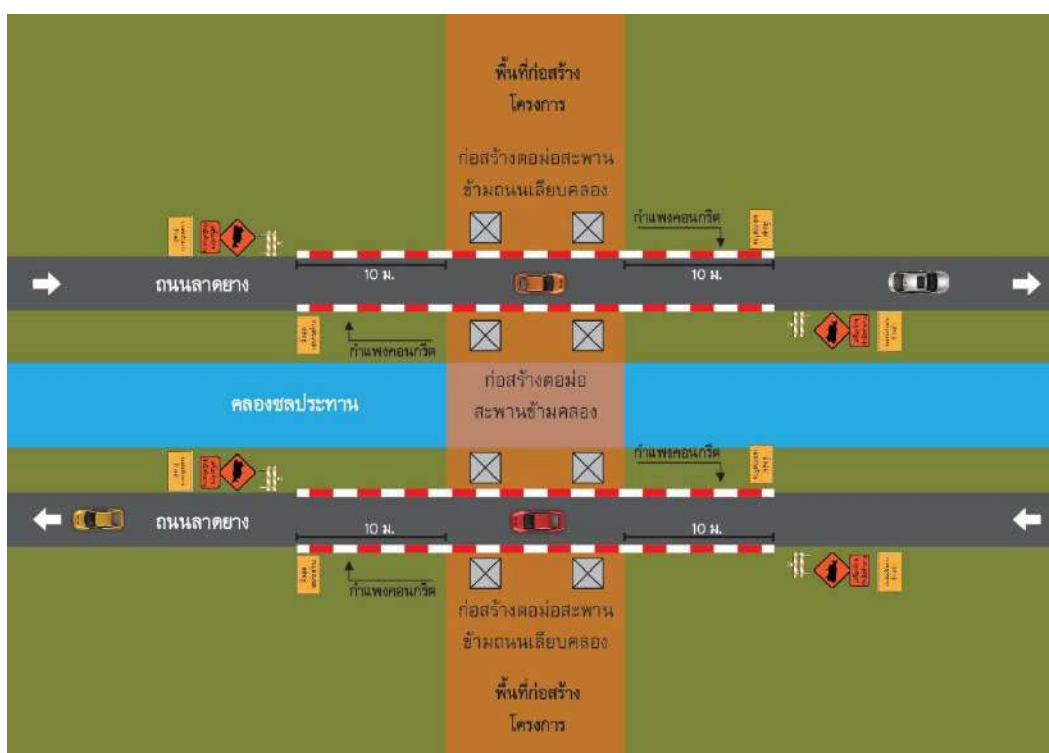 พื้นที่ก่อสร้าง
โครงการ
ก่อสร้างตอม่อสะพาน
ข้ามถนนเลียบคลอง
กำแพงคอนกรีต
10 ม.
10 ม.
ถนนลาดยาง
กำแพงคอนกรีต
ก่อสร้างตอม่อ
สะพานข้ามคลอง
คลองชลประทาน
กำแพงคอนกรีต
ถนนลาดยาง
10 ม.
10 ม.
กำแพงคอนกรีต
ก่อสร้างตอม่อสะพาน
ข้ามถนนเลียบคลอง
พื้นที่ก่อสร้าง
โครงการ